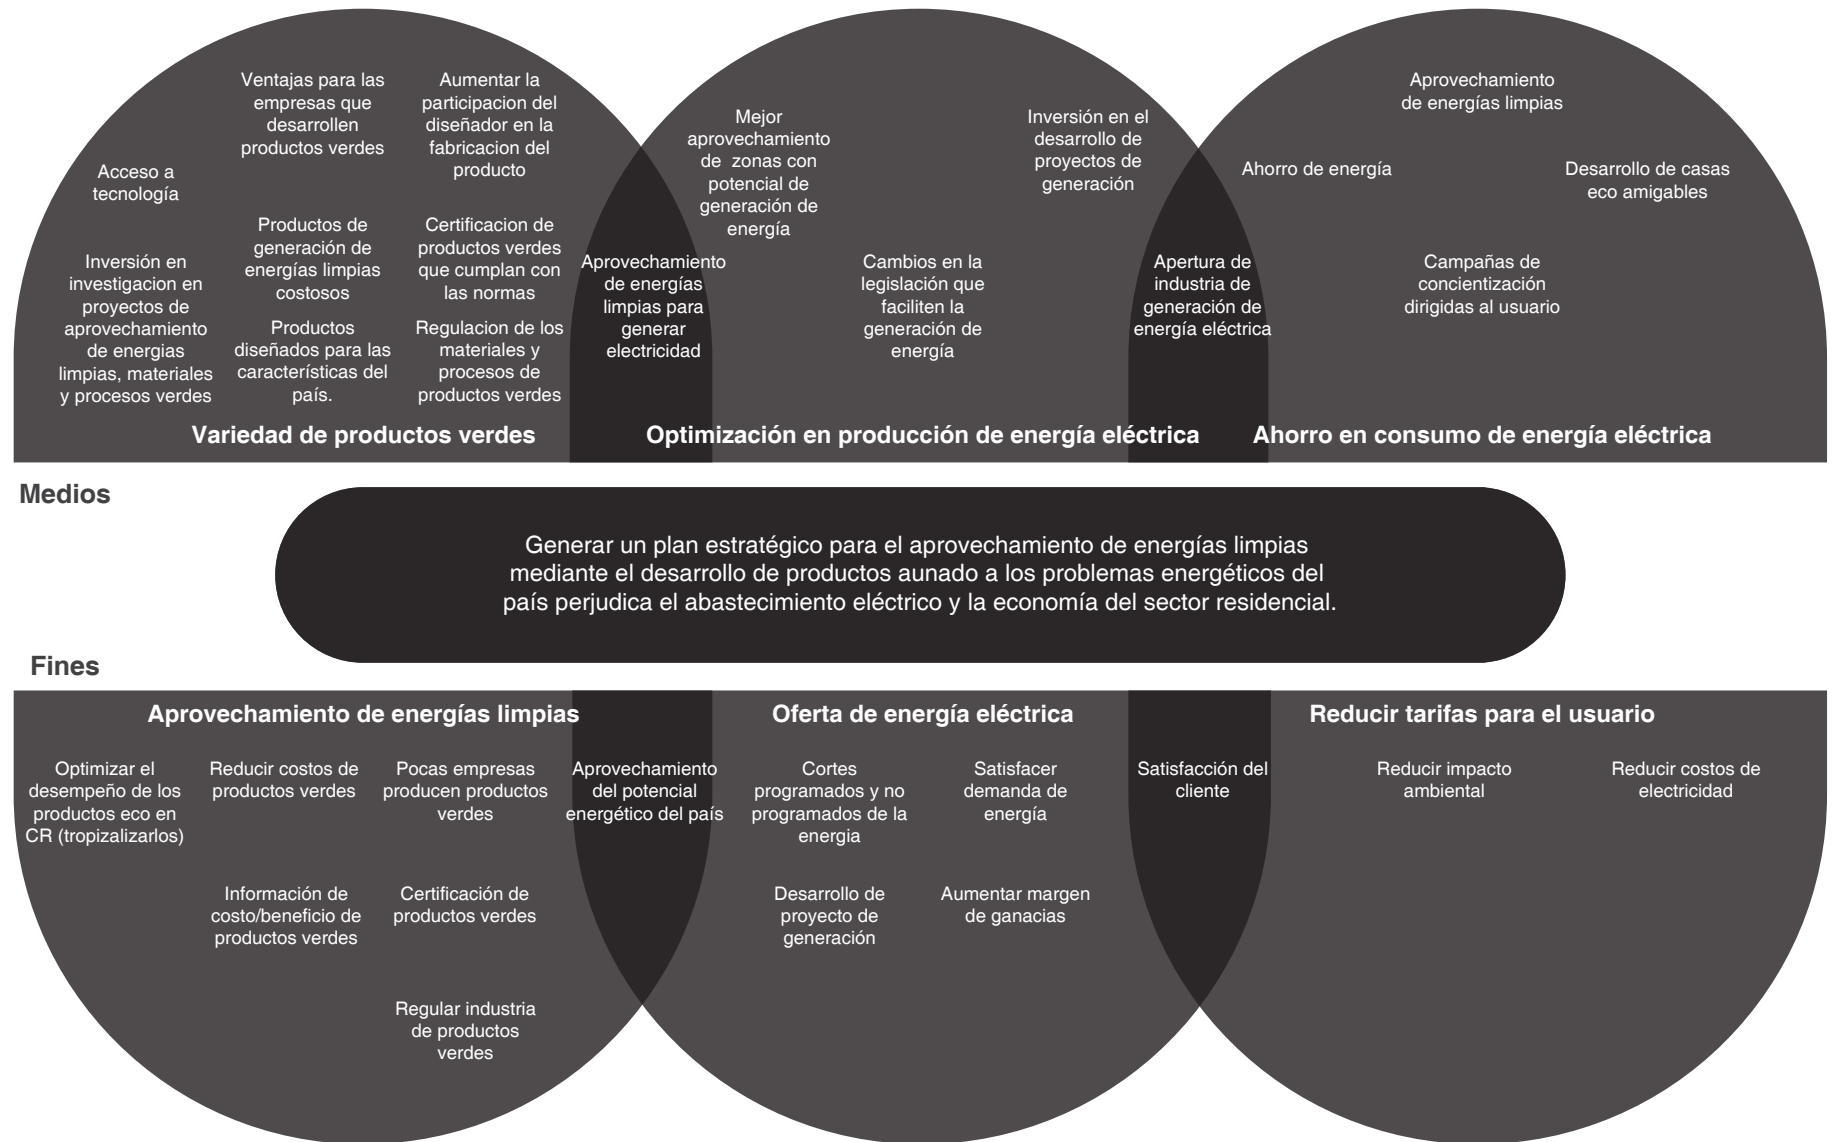 Ventajas para las
empresas que
desarrollen
productos verdes
Aumentar la
participacion del
diseñador en la
fabricacion del
producto
Acceso a
tecnología
Productos de
generación de
energías limpias
costosos
Certificacion de
productos verdes
que cumplan con
las normas
Inversión en
investigacion en
proyectos de
aprovechamiento
de energias
limpias, materiales
y procesos verdes
Productos
diseñados para las
características del
país.
Regulacion de los
materiales y
procesos de
productos verdes
Variedad de productos verdes
Aprovechamiento
de energías
limpias para
generar
electricidad
Mejor
aprovechamiento
de zonas con
potencial de
generación de
energía
Inversión en el
desarrollo de
proyectos de
generación
Cambios en la
legislación que
faciliten la
generación de
energía
Optimización en producción de energía eléctrica
Apertura de
industria de
generación de
energía eléctrica
Aprovechamiento
de energías limpias
Ahorro de energía
Desarrollo de casas
eco amigables
Campañas de
concientización
dirigidas al usuario
Ahorro en consumo de energía eléctrica
Medios
Generar un plan estratégico para el aprovechamiento de energías limpias
mediante el desarrollo de productos aunado a los problemas energéticos del
país perjudica el abastecimiento eléctrico y la economía del sector residencial.
Fines
Aprovechamiento de energías limpias
Optimizar el
desempeño de los
productos eco en
CR (tropizalizarlos)
Reducir costos de
productos verdes
Pocas empresas
producen productos
verdes
Información de
costo/beneficio de
productos verdes
Certificación de
productos verdes
Regular industria
de productos
verdes
Aprovechamiento
del potencial
energético del país
Oferta de energía eléctrica
Cortes
programados y no
programados de la
energia
Satisfacer
demanda de
energía
Desarrollo de
proyecto de
generación
Aumentar margen
de ganacias
Satisfacción del
cliente
Reducir tarifas para el usuario
Reducir impacto
ambiental
Reducir costos de
electricidad